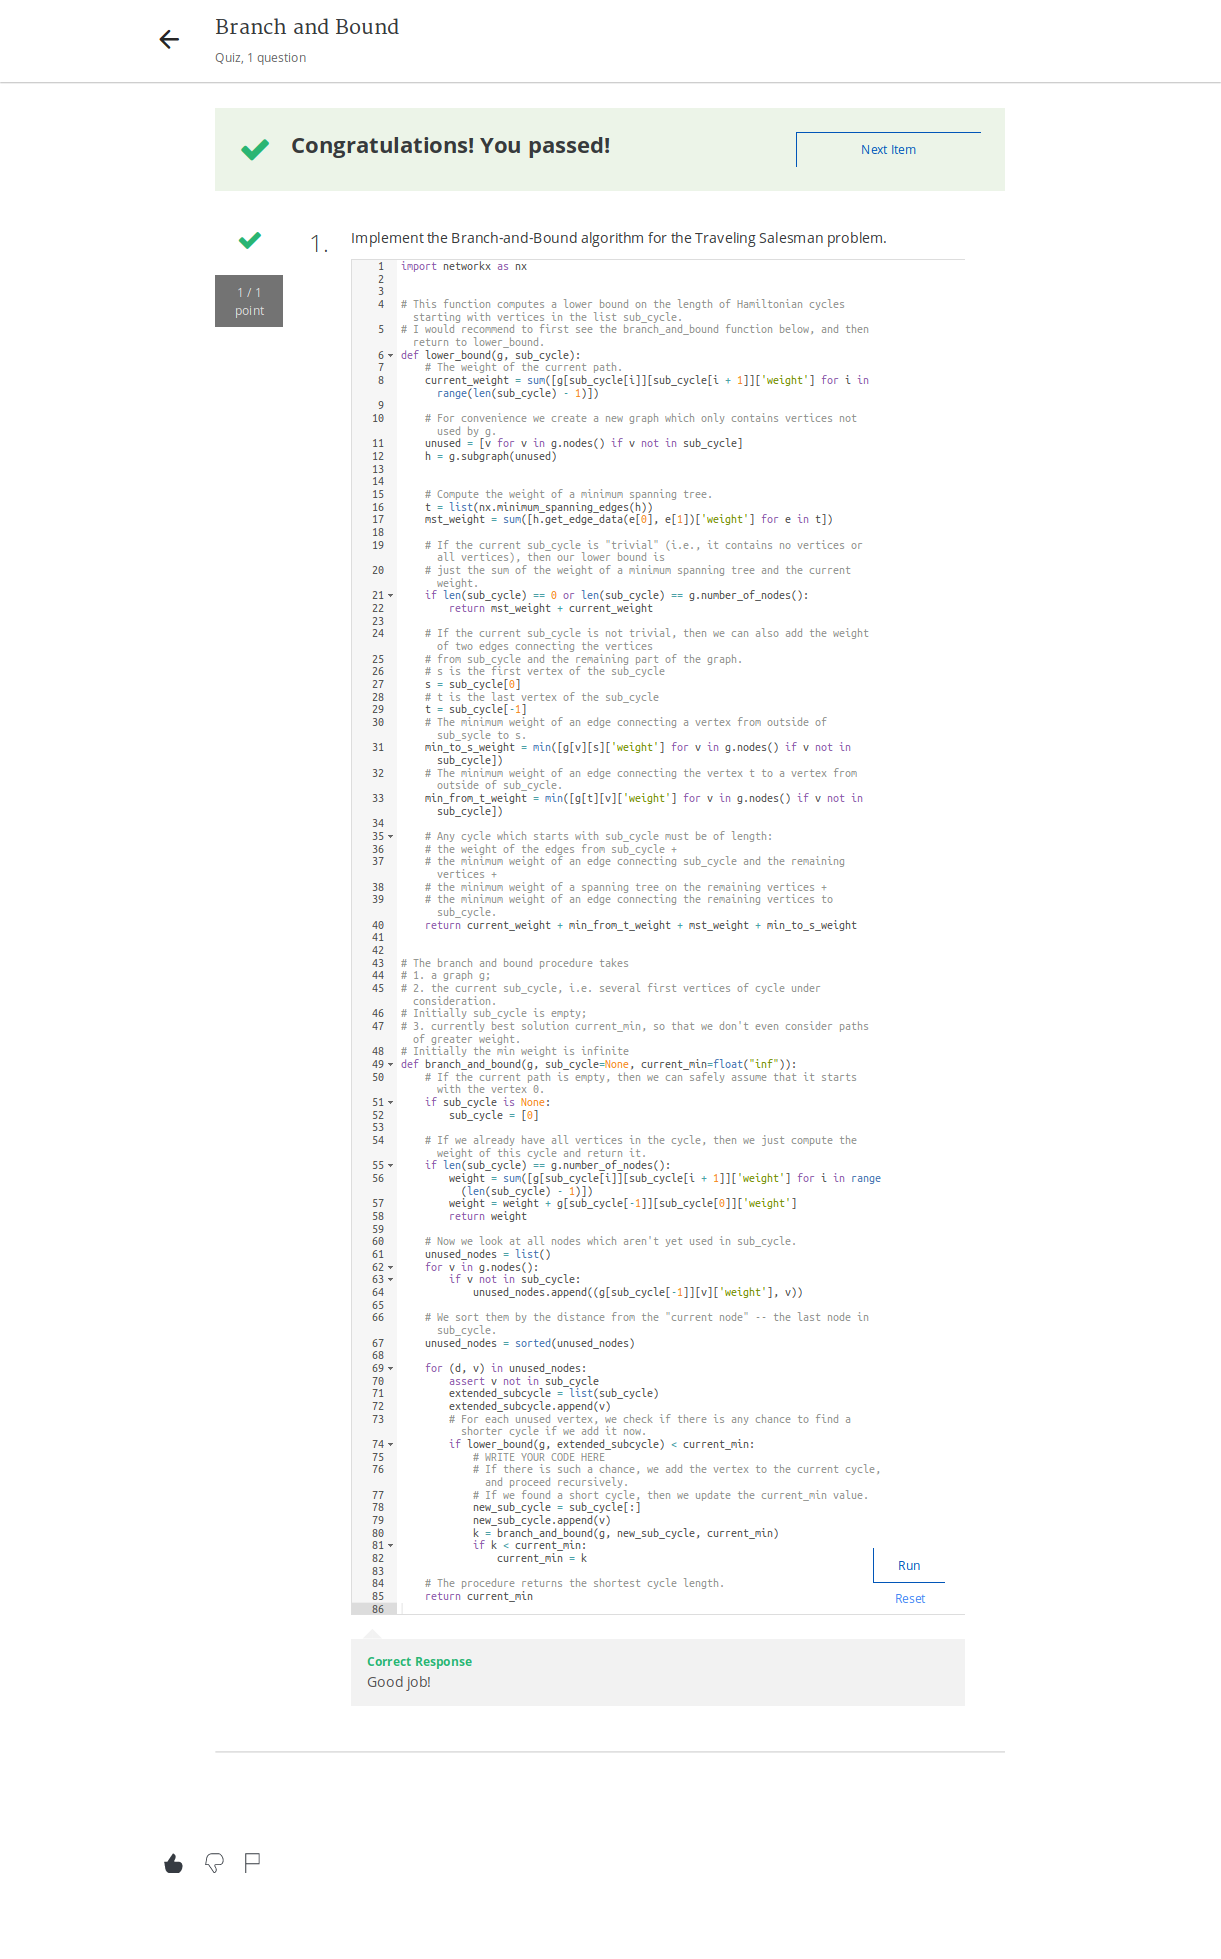 Branch and Bound
Quiz, 1 question
Congratulations! You passed!
Next Item
1 / 1
point
1.
Implement the Branch-and-Bound algorithm for the Traveling Salesman problem.
1 import networkx as nx
2
3
4 # This function computes a lower bound on the length of Hamiltonian cycles
starting with vertices in the list sub_cycle.
5 # I would recommend to first see the branch_and_bound function below, and then
return to lower_bound.
6 def lower_bound(g, sub_cycle):
7     # The weight of the current path.
8     current_weight = sum([g[sub_cycle[i]][sub_cycle[i + 1]]['weight'] for i in
range(len(sub_cycle) - 1)])
9
10     # For convenience we create a new graph which only contains vertices not
used by g.
11     unused = [v for v in g.nodes() if v not in sub_cycle]
12     h = g.subgraph(unused)
13
14
15     # Compute the weight of a minimum spanning tree.
16     t = list(nx.minimum_spanning_edges(h))
17     mst_weight = sum([h.get_edge_data(e[0], e[1])['weight'] for e in t])
18
19     # If the current sub_cycle is "trivial" (i.e., it contains no vertices or
all vertices), then our lower bound is
20     # just the sum of the weight of a minimum spanning tree and the current
weight.
21     if len(sub_cycle) == 0 or len(sub_cycle) == g.number_of_nodes():
22         return mst_weight + current_weight
23
24     # If the current sub_cycle is not trivial, then we can also add the weight
of two edges connecting the vertices
25     # from sub_cycle and the remaining part of the graph.
26     # s is the first vertex of the sub_cycle
27     s = sub_cycle[0]
28     # t is the last vertex of the sub_cycle
29     t = sub_cycle[-1]
30     # The minimum weight of an edge connecting a vertex from outside of
sub_sycle to s.
31     min_to_s_weight = min([g[v][s]['weight'] for v in g.nodes() if v not in
sub_cycle])
32     # The minimum weight of an edge connecting the vertex t to a vertex from
outside of sub_cycle.
33     min_from_t_weight = min([g[t][v]['weight'] for v in g.nodes() if v not in
sub_cycle])
34
35     # Any cycle which starts with sub_cycle must be of length:
36     # the weight of the edges from sub_cycle +
37     # the minimum weight of an edge connecting sub_cycle and the remaining
vertices +
38     # the minimum weight of a spanning tree on the remaining vertices +
39     # the minimum weight of an edge connecting the remaining vertices to
sub_cycle.
40     return current_weight + min_from_t_weight + mst_weight + min_to_s_weight
41
42
43 # The branch and bound procedure takes
44 # 1. a graph g;
45 # 2. the current sub_cycle, i.e. several first vertices of cycle under
consideration.
46 # Initially sub_cycle is empty;
47 # 3. currently best solution current_min, so that we don't even consider paths
of greater weight.
48 # Initially the min weight is infinite
49 def branch_and_bound(g, sub_cycle=None, current_min=float("inf")):
50     # If the current path is empty, then we can safely assume that it starts
with the vertex 0.
51     if sub_cycle is None:
52         sub_cycle = [0]
53
54     # If we already have all vertices in the cycle, then we just compute the
weight of this cycle and return it.
55     if len(sub_cycle) == g.number_of_nodes():
56         weight = sum([g[sub_cycle[i]][sub_cycle[i + 1]]['weight'] for i in range
(len(sub_cycle) - 1)])
57         weight = weight + g[sub_cycle[-1]][sub_cycle[0]]['weight']
58         return weight
59
60     # Now we look at all nodes which aren't yet used in sub_cycle.
61     unused_nodes = list()
62     for v in g.nodes():
63         if v not in sub_cycle:
64             unused_nodes.append((g[sub_cycle[-1]][v]['weight'], v))
65
66     # We sort them by the distance from the "current node" -- the last node in
sub_cycle.
67     unused_nodes = sorted(unused_nodes)
68
69     for (d, v) in unused_nodes:
70         assert v not in sub_cycle
71         extended_subcycle = list(sub_cycle)
72         extended_subcycle.append(v)
73         # For each unused vertex, we check if there is any chance to find a
shorter cycle if we add it now.
74         if lower_bound(g, extended_subcycle) < current_min:
75             # WRITE YOUR CODE HERE
76             # If there is such a chance, we add the vertex to the current cycle,
and proceed recursively.
77             # If we found a short cycle, then we update the current_min value.
78             new_sub_cycle = sub_cycle[:]
79             new_sub_cycle.append(v)
80             k = branch_and_bound(g, new_sub_cycle, current_min)
81             if k < current_min:
82                 current_min = k
83
84     # The procedure returns the shortest cycle length.
85     return current_min
86
Run
Reset
Correct Response
Good job!